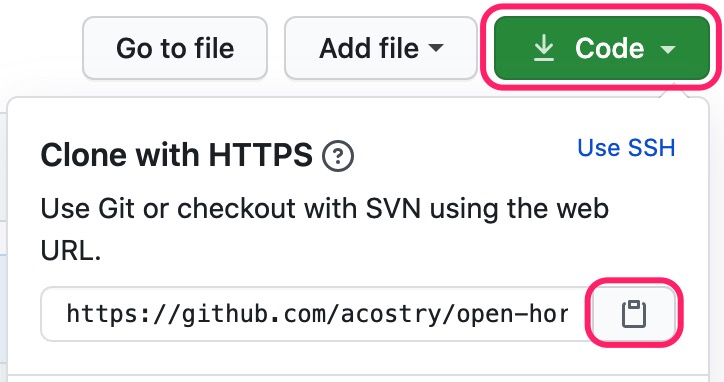 Go to file
Add file
Code
Clone with HTTPS
Use SSH
Use Git or checkout with SVN using the web
URL.
https://github.com/acostry/open-hor